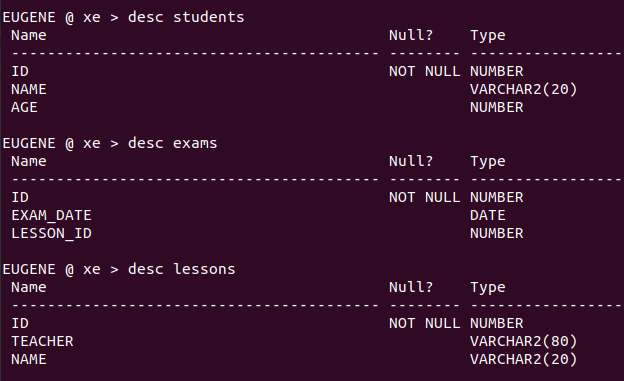 EUGENE @ xe > desc students
Name Null? Type
----------------------------------------- -------- -----------------
ID NOT NULL NUMBER
NAME VARCHAR2(20)
AGE NUMBER
EUGENE @ xe > desc exams
Name Null? Type
----------------------------------------- -------- -----------------
ID NOT NULL NUMBER
EXAM_DATE DATE
LESSON_ID NUMBER
EUGENE @ xe > desc lessons
Name Null? Type
----------------------------------------- -------- -----------------
ID NOT NULL NUMBER
TEACHER VARCHAR2(80)
NAME VARCHAR2(20)